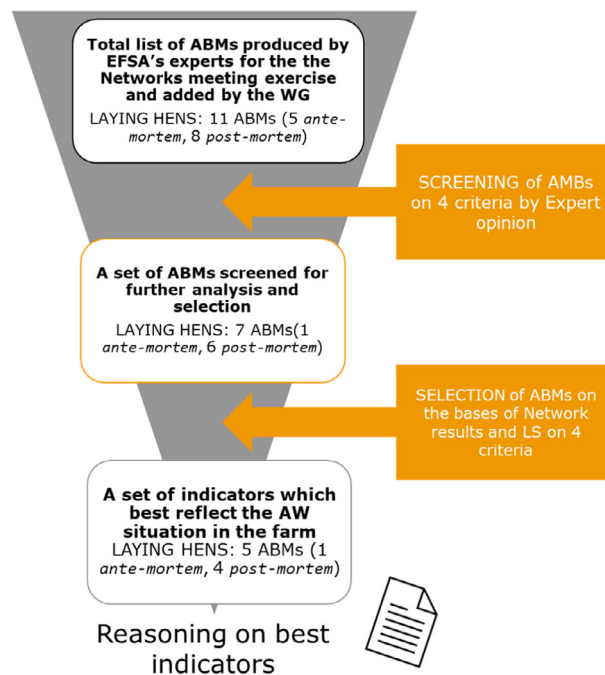 Total list of ABMs produced by
EFSA's experts for the the
Networks meeting exercise
and added by the WG
LAYING HENS: 11 ABMs (5 ante-
mortem, 8 post-mortem)
SCREENING of AMBs
on 4 criteria by Expert
opinion
A set of ABMs screened for
further analysis and
selection
LAYING HENS: 7 ABMs(1
ante-mortem, 6 post-mortem)
SELECTION of ABMs on
the bases of Network
results and LS on 4
criteria
A set of indicators which
best reflect the AW
situation in the farm
LAYING HENS: 5 ABMs (1
ante-mortem, 4 post-mortem)
Reasoning on best
indicators